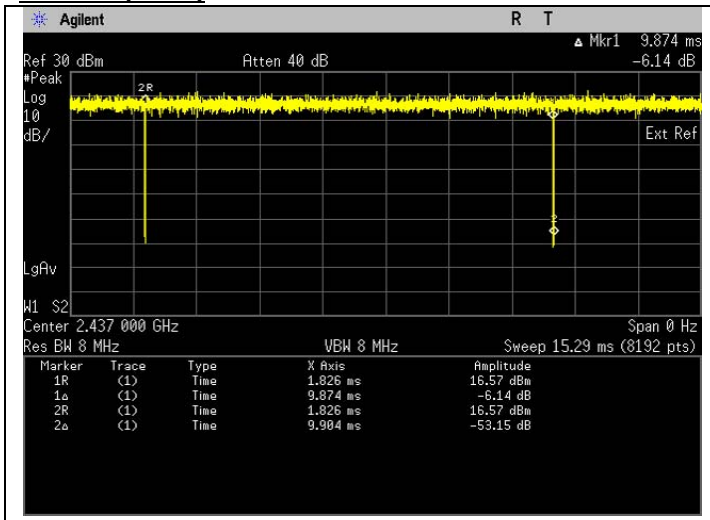 Agilent R T
Δ Mkr1 9.874 ms
Ref 30 dBm Atten 40 dB -6.14 dB
#Peak
Log
10
dB/
2R
Ext Ref
2
LgAv
W1 S2
Center 2.437 000 GHz Span 0 Hz
Res BW 8 MHz VBW 8 MHz Sweep 15.29 ms (8192 pts)
Marker Trace Type X Axis Amplitude
1R (1) Time 1.826 ms 16.57 dBm
1Δ (1) Time 9.874 ms -6.14 dB
2R (1) Time 1.826 ms 16.57 dBm
2Δ (1) Time 9.904 ms -53.15 dB